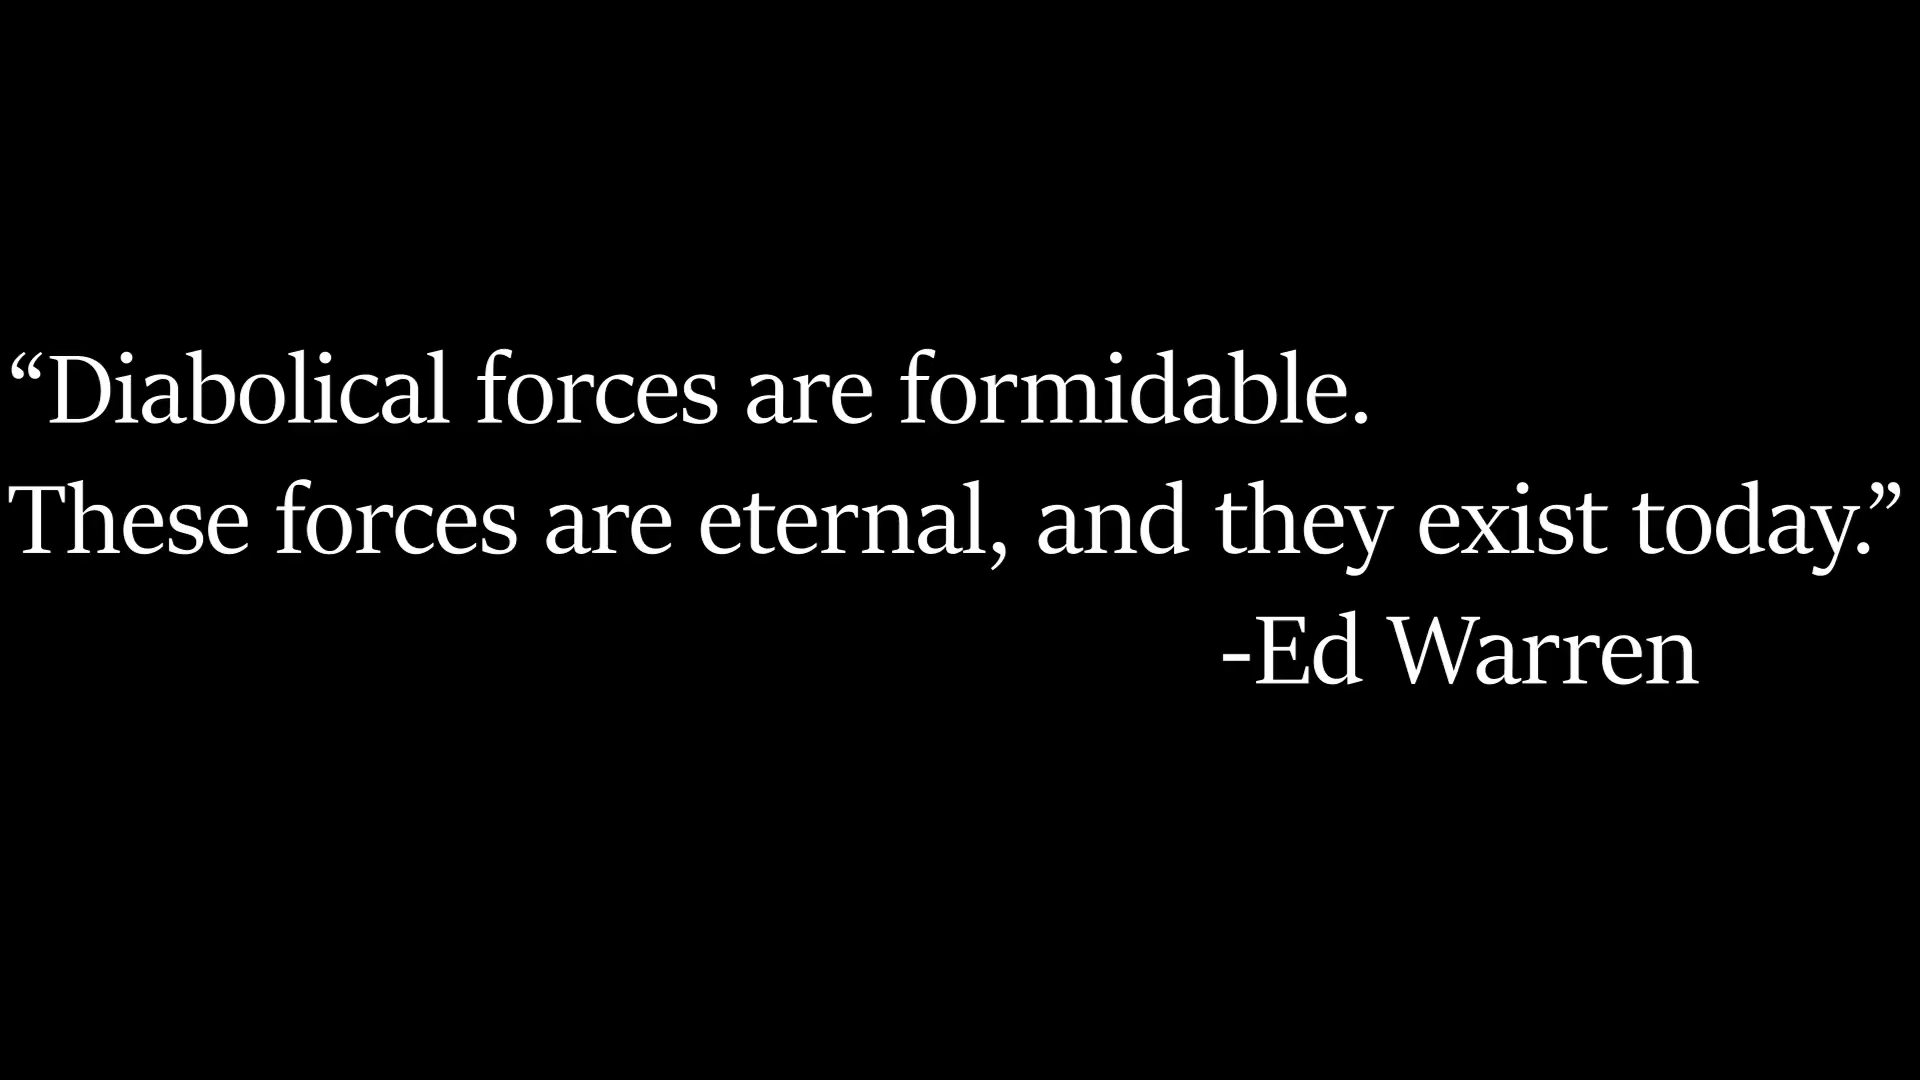 “Diabolical forces are formidable.
These forces are eternal, and they exist today.”
-Ed Warren